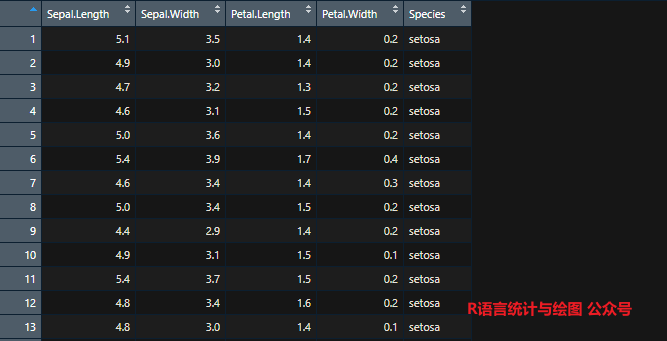 Sepal.Length Sepal.Width Petal.Length Petal.Width Species
1 5.1 3.5 1.4 0.2 setosa
2 4.9 3.0 1.4 0.2 setosa
3 4.7 3.2 1.3 0.2 setosa
4 4.6 3.1 1.5 0.2 setosa
5 5.0 3.6 1.4 0.2 setosa
6 5.4 3.9 1.7 0.4 setosa
7 4.6 3.4 1.4 0.3 setosa
8 5.0 3.4 1.5 0.2 setosa
9 4.4 2.9 1.4 0.2 setosa
10 4.9 3.1 1.5 0.1 setosa
11 5.4 3.7 1.5 0.2 setosa
12 4.8 3.4 1.6 0.2 setosa
R语言统计与绘图 公众号
13 4.8 3.0 1.4 0.1 setosa